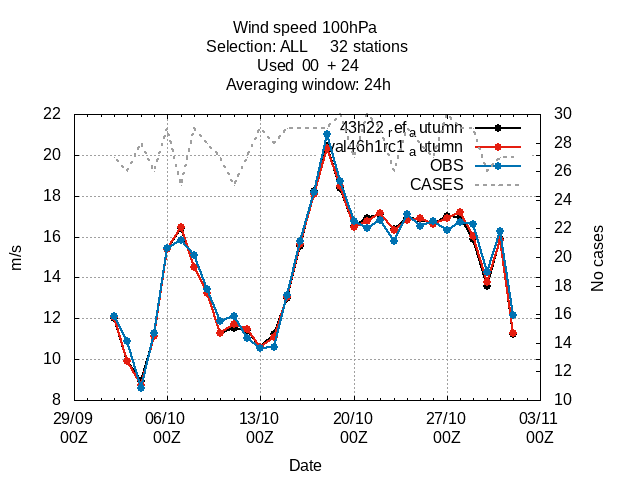 Wind speed 100hPa
Selection: ALL 32 stations
Used 00 + 24
Averaging window: 24h
22
20
18
16
14
12
10
8
30
28
26
24
22
20
18
16
14
12
10
m/s
No cases
43h22_ref_autumn
val46h1rc1_autumn
OBS
CASES
29/09 06/10 13/10 20/10 27/10 03/11
00Z 00Z 00Z 00Z 00Z 00Z
Date